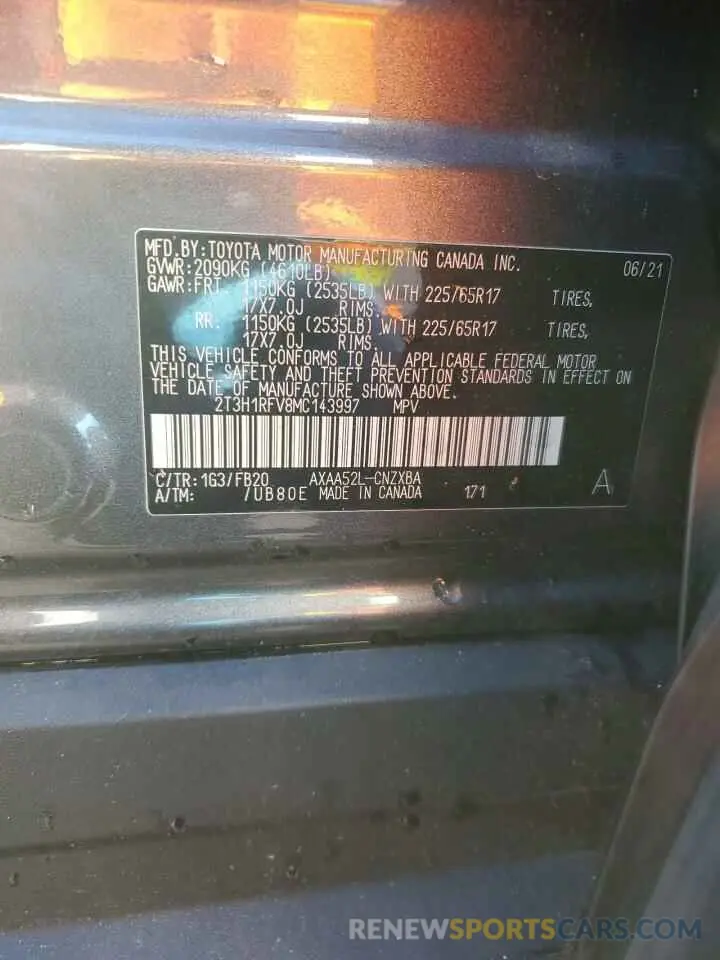 MFD.BY:TOYOTA MOTOR MANUFACTURING CANADA INC. 06/21
GVWR:2090KG (4610LB)
GAWR:FRT. 1150KG (2535LB) WITH 225/65R17 TIRES,
17X7.0J RIMS.
RR. 1150KG (2535LB) WITH 225/65R17 TIRES,
17X7.0J RIMS.
THIS VEHICLE CONFORMS TO ALL APPLICABLE FEDERAL MOTOR
VEHICLE SAFETY AND THEFT PREVENTION STANDARDS IN EFFECT ON
THE DATE OF MANUFACTURE SHOWN ABOVE.
2T3H1RFV8MC143997 MPV
C/TR:1G3/FB20 AXAA52L-CNZXBA
A/TM: /UB80E MADE IN CANADA 171 A
RENEWSPORTSCARS.COM